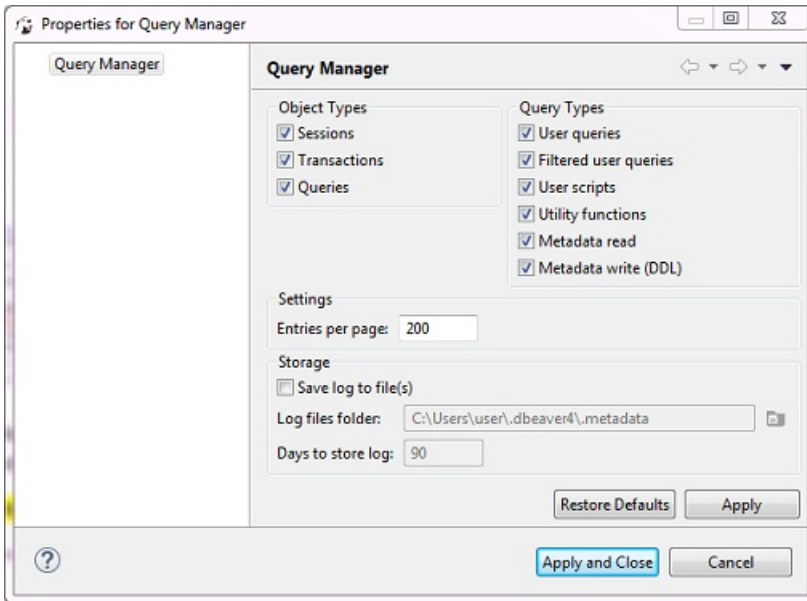 Properties for Query Manager
Query Manager
Query Manager
Object Types
Sessions
Transactions
Queries
Query Types
User queries
Filtered user queries
User scripts
Utility functions
Metadata read
Metadata write (DDL)
Settings
Entries per page: 200
Storage
Save log to file(s)
Log files folder: C:\Users\user\.dbeaver4\.metadata
Days to store log: 90
Restore Defaults Apply
? Apply and Close Cancel